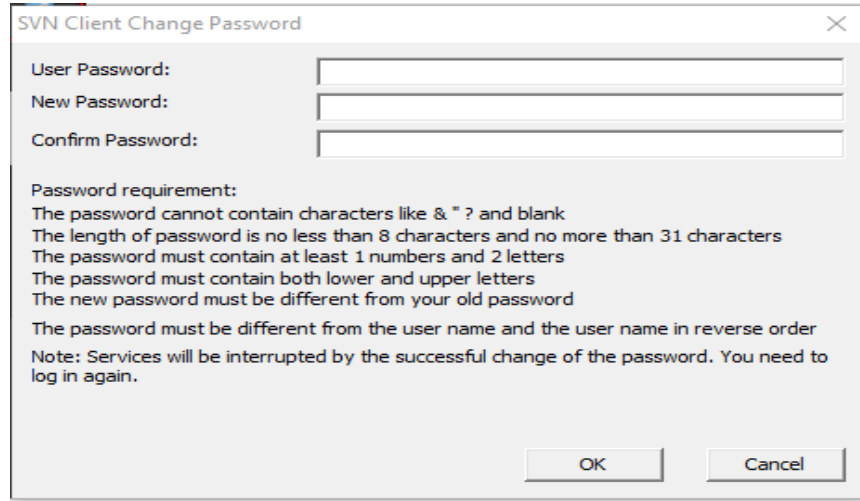 SVN Client Change Password
User Password:
New Password:
Confirm Password:
Password requirement:
The password cannot contain characters like & " ? and blank
The length of password is no less than 8 characters and no more than 31 characters
The password must contain at least 1 numbers and 2 letters
The password must contain both lower and upper letters
The new password must be different from your old password
The password must be different from the user name and the user name in reverse order
Note: Services will be interrupted by the successful change of the password. You need to
log in again.
OK Cancel